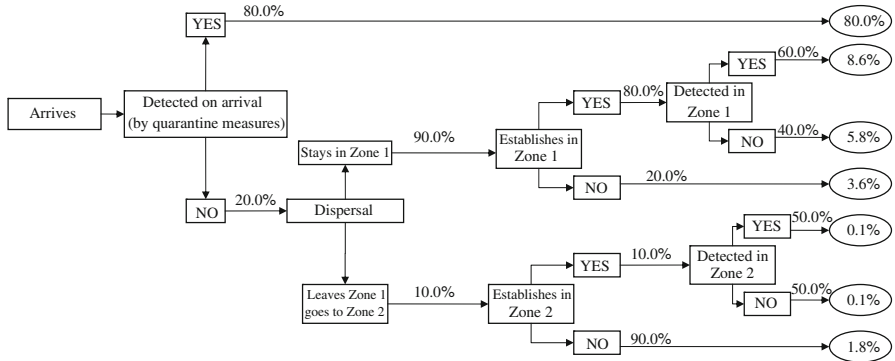 YES
80.0%
80.0%
Arrives
Detected on arrival
(by quarantine measures)
NO
20.0%
Dispersal
Stays in Zone 1
90.0%
Establishes in
Zone 1
YES
80.0%
Detected in
Zone 1
YES
60.0%
8.6%
NO
40.0%
5.8%
NO
20.0%
3.6%
Leaves Zone 1
goes to Zone 2
10.0%
Establishes in
Zone 2
YES
10.0%
Detected in
Zone 2
YES
50.0%
0.1%
NO
50.0%
0.1%
NO
90.0%
1.8%